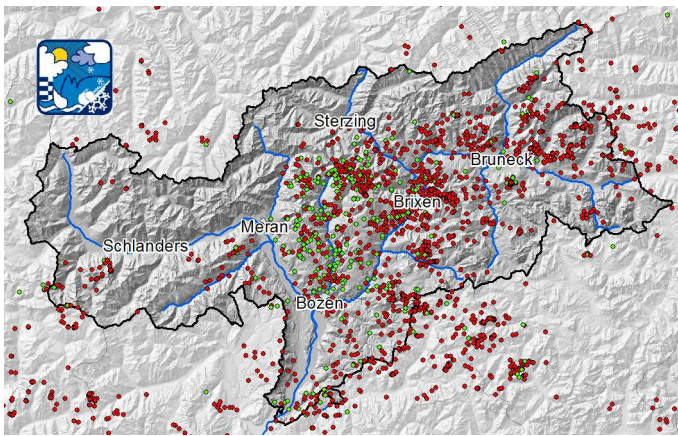 Sterzing
Bruneck
Brixen
Meran
Schlanders
Bozen